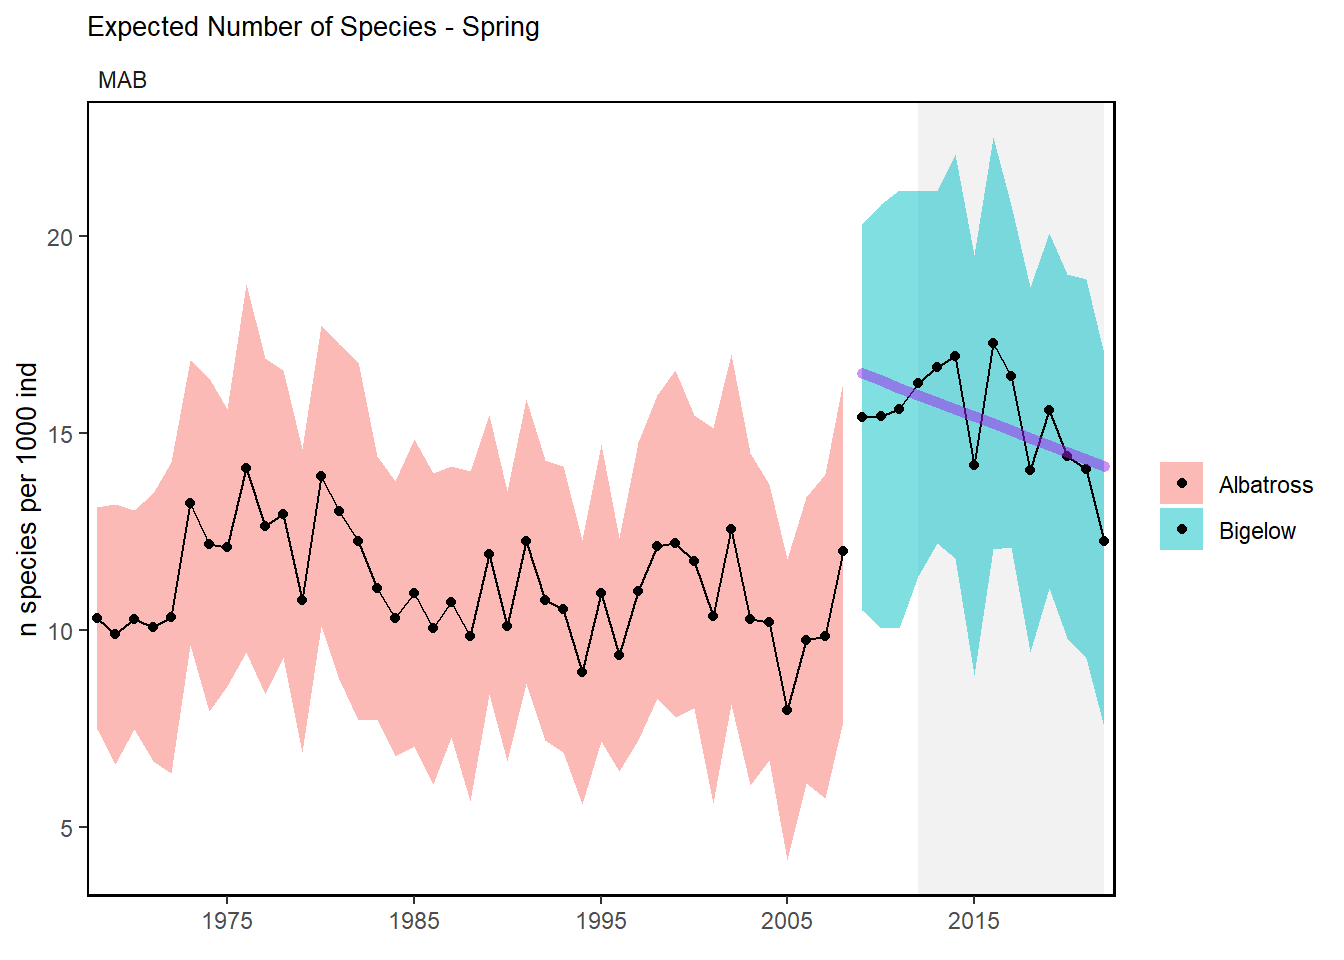 Expected Number of Species - Spring
MAB
n species per 1000 ind
20
15
10
5
1975
1985
1995
2005
2015
Albatross
Bigelow